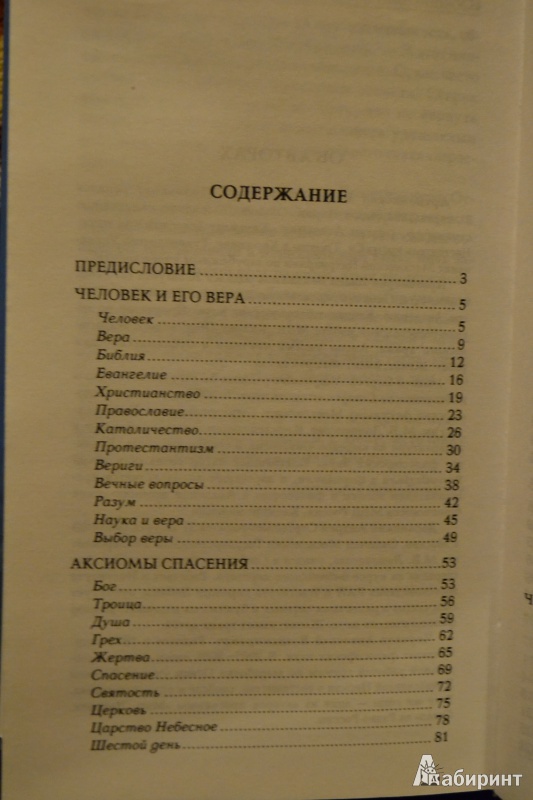 СОДЕРЖАНИЕ
ПРЕДИСЛОВИЕ 3
ЧЕЛОВЕК И ЕГО ВЕРА 5
Человек 5
Вера 9
Библия 12
Евангелие 16
Христианство 19
Православие 23
Католичество 26
Протестантизм 30
Вериги 34
Вечные вопросы 38
Разум 42
Наука и вера 45
Выбор веры 49
АКСИОМЫ СПАСЕНИЯ 53
Бог 53
Троица 56
Душа 59
Грех 62
Жертва 65
Спасение 69
Святость 72
Церковь 75
Царство Небесное 78
Шестой день 81
Лабиринт